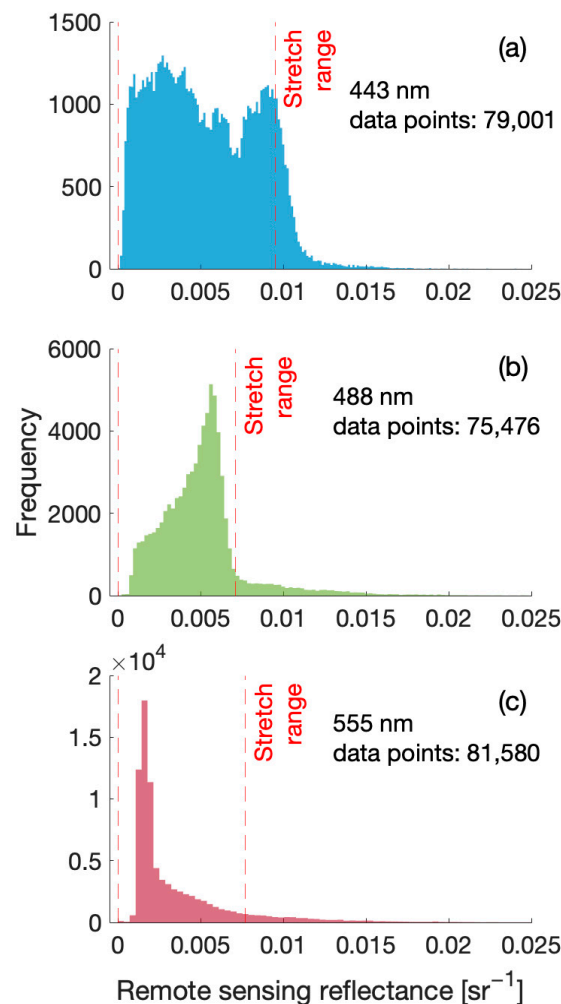 1500
1000
500
0
Stretch
range
(a)
443 nm
data points: 79,001
0 0.005 0.01 0.015 0.02 0.025
6000
4000
2000
0
Frequency
Stretch
range
(b)
488 nm
data points: 75,476
0 0.005 0.01 0.015 0.02 0.025
×10⁴
2
1.5
1
0.5
0
Stretch
range
(c)
555 nm
data points: 81,580
0 0.005 0.01 0.015 0.02 0.025
Remote sensing reflectance [sr⁻¹]